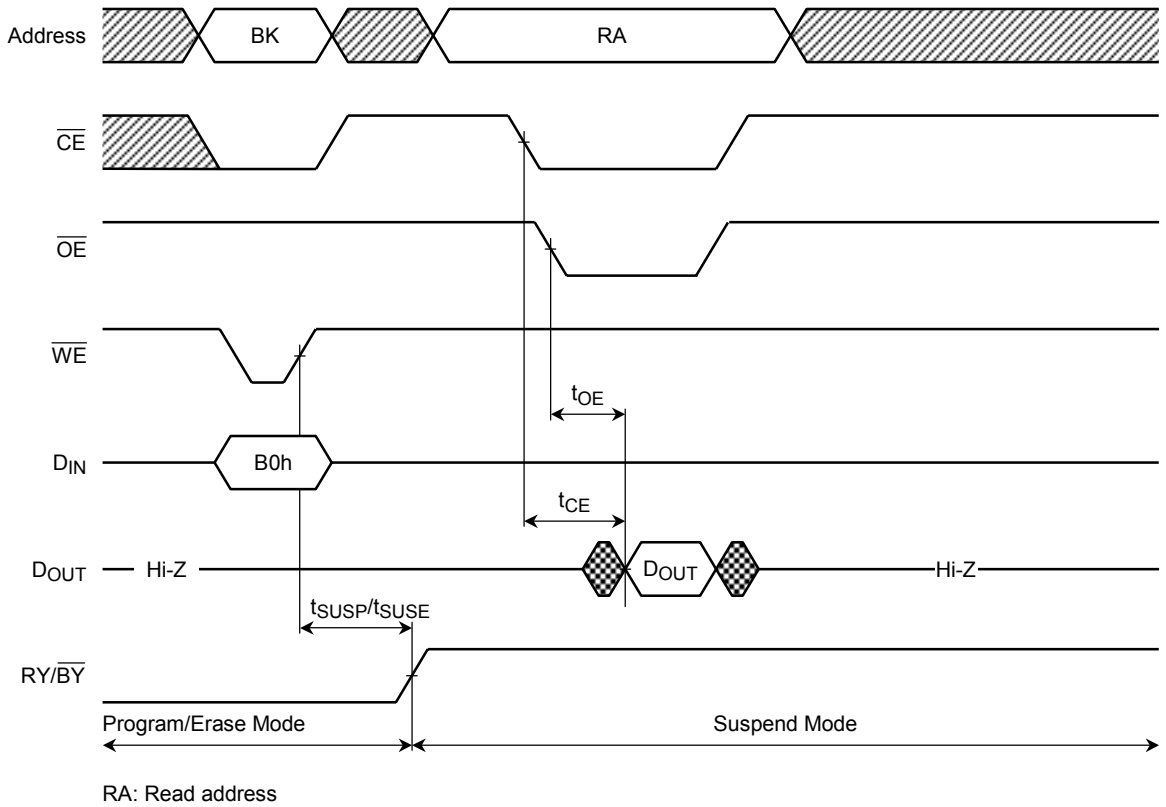 Address BK RA
CE
OE
WE
tOE
DIN B0h
tCE
DOUT Hi-Z DOUT Hi-Z
tSUSP/tSUSE
RY/BY
Program/Erase Mode Suspend Mode
RA: Read address